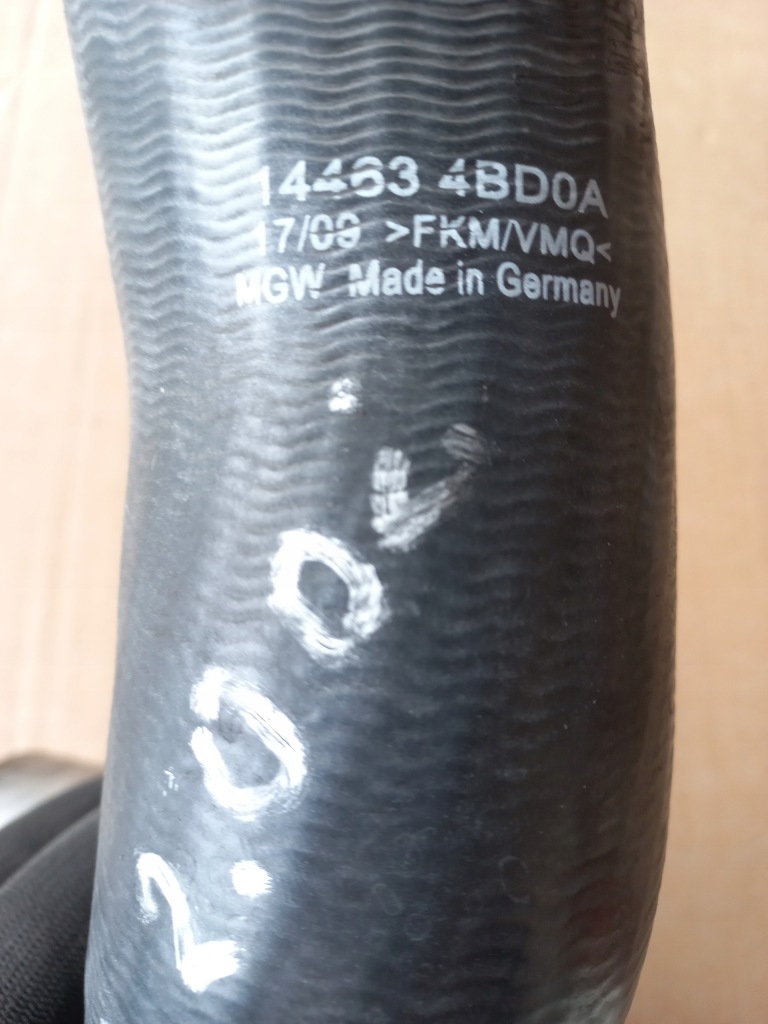 14463 4BD0A
17/09 >FKM/VMQ<
MGW Made in Germany
2.00